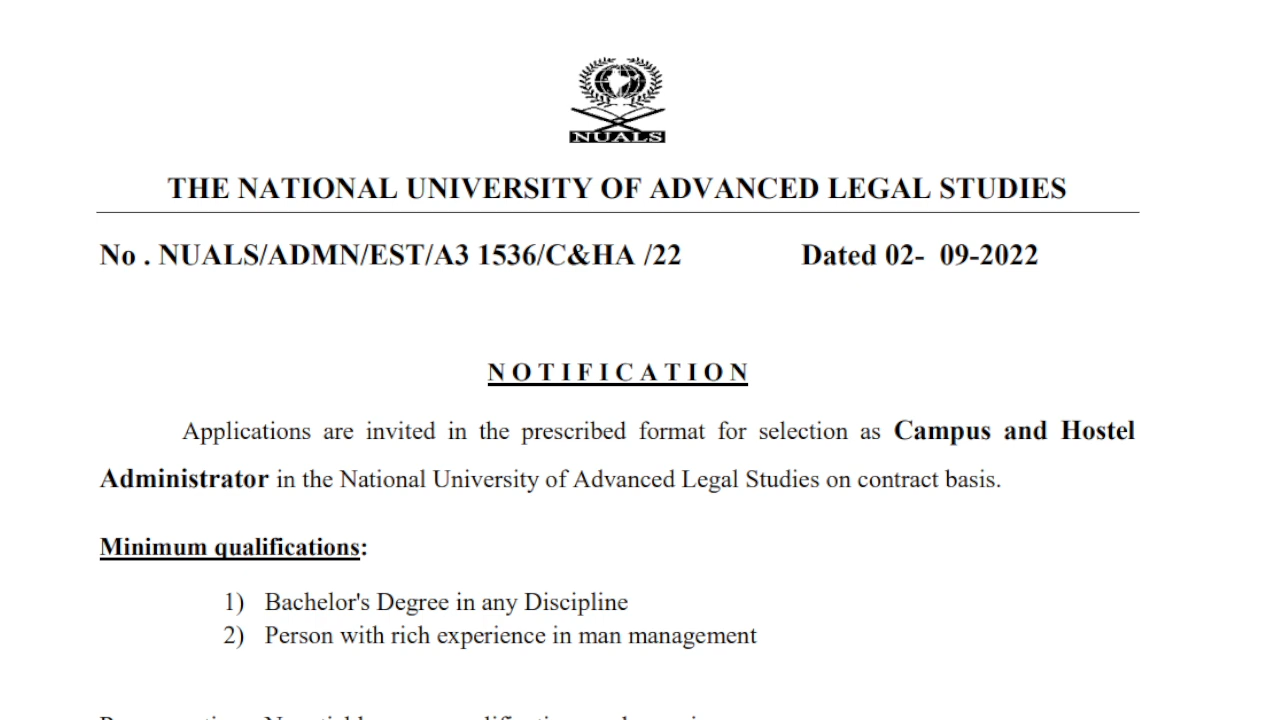 NUALS
THE NATIONAL UNIVERSITY OF ADVANCED LEGAL STUDIES
No . NUALS/ADMN/EST/A3 1536/C&HA /22 Dated 02- 09-2022
N O T I F I C A T I O N
Applications are invited in the prescribed format for selection as Campus and Hostel
Administrator in the National University of Advanced Legal Studies on contract basis.
Minimum qualifications:
1) Bachelor's Degree in any Discipline
2) Person with rich experience in man management